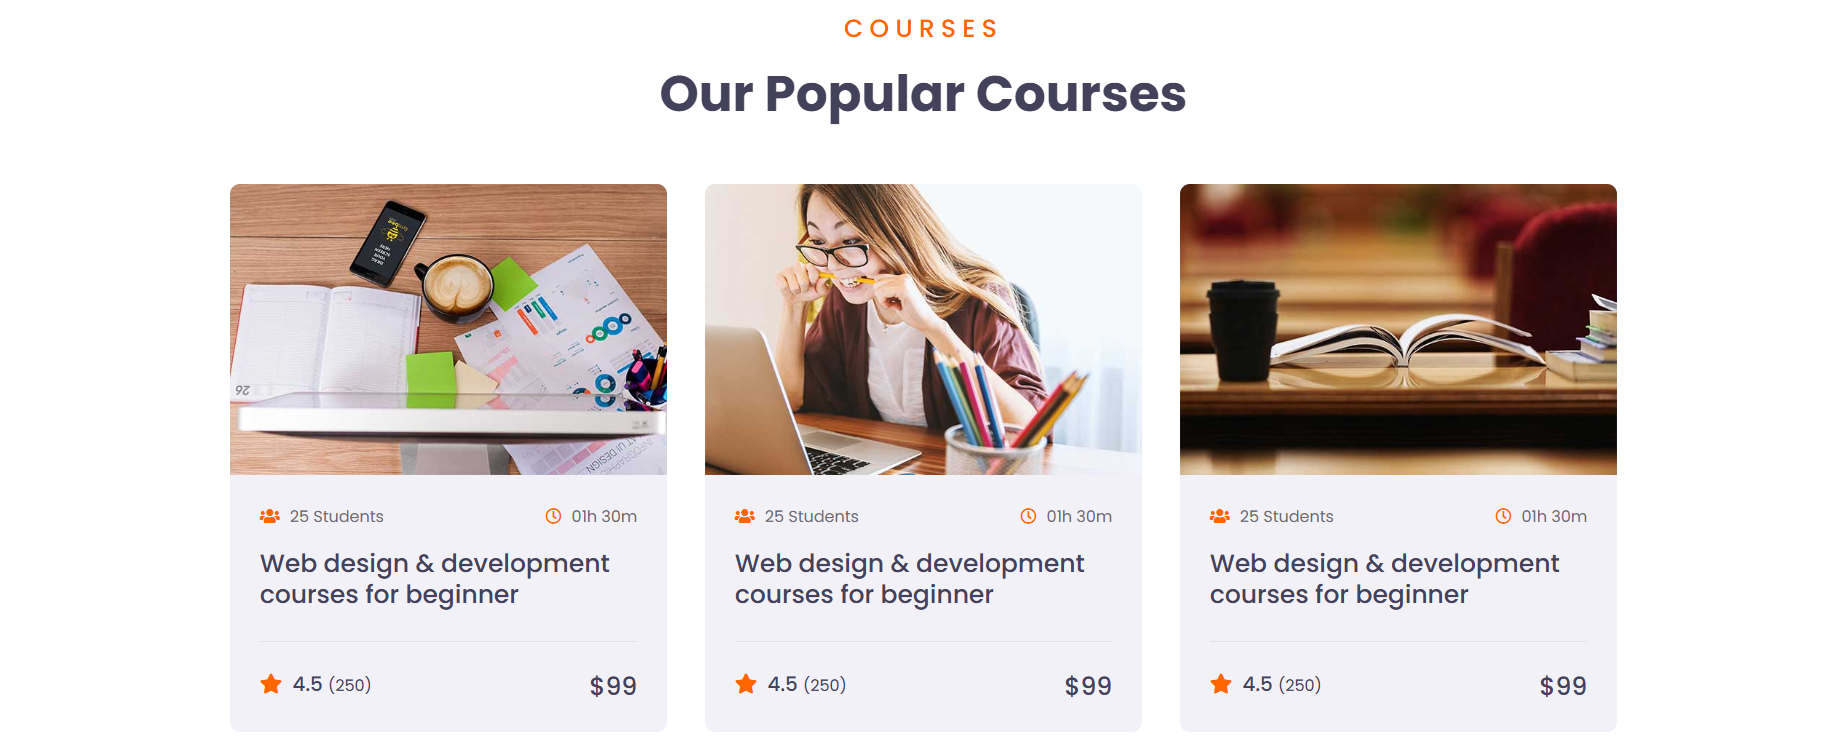 COURSES
Our Popular Courses
25 Students
01h 30m
Web design & development
courses for beginner
4.5 (250)
$99
25 Students
01h 30m
Web design & development
courses for beginner
4.5 (250)
$99
25 Students
01h 30m
Web design & development
courses for beginner
4.5 (250)
$99